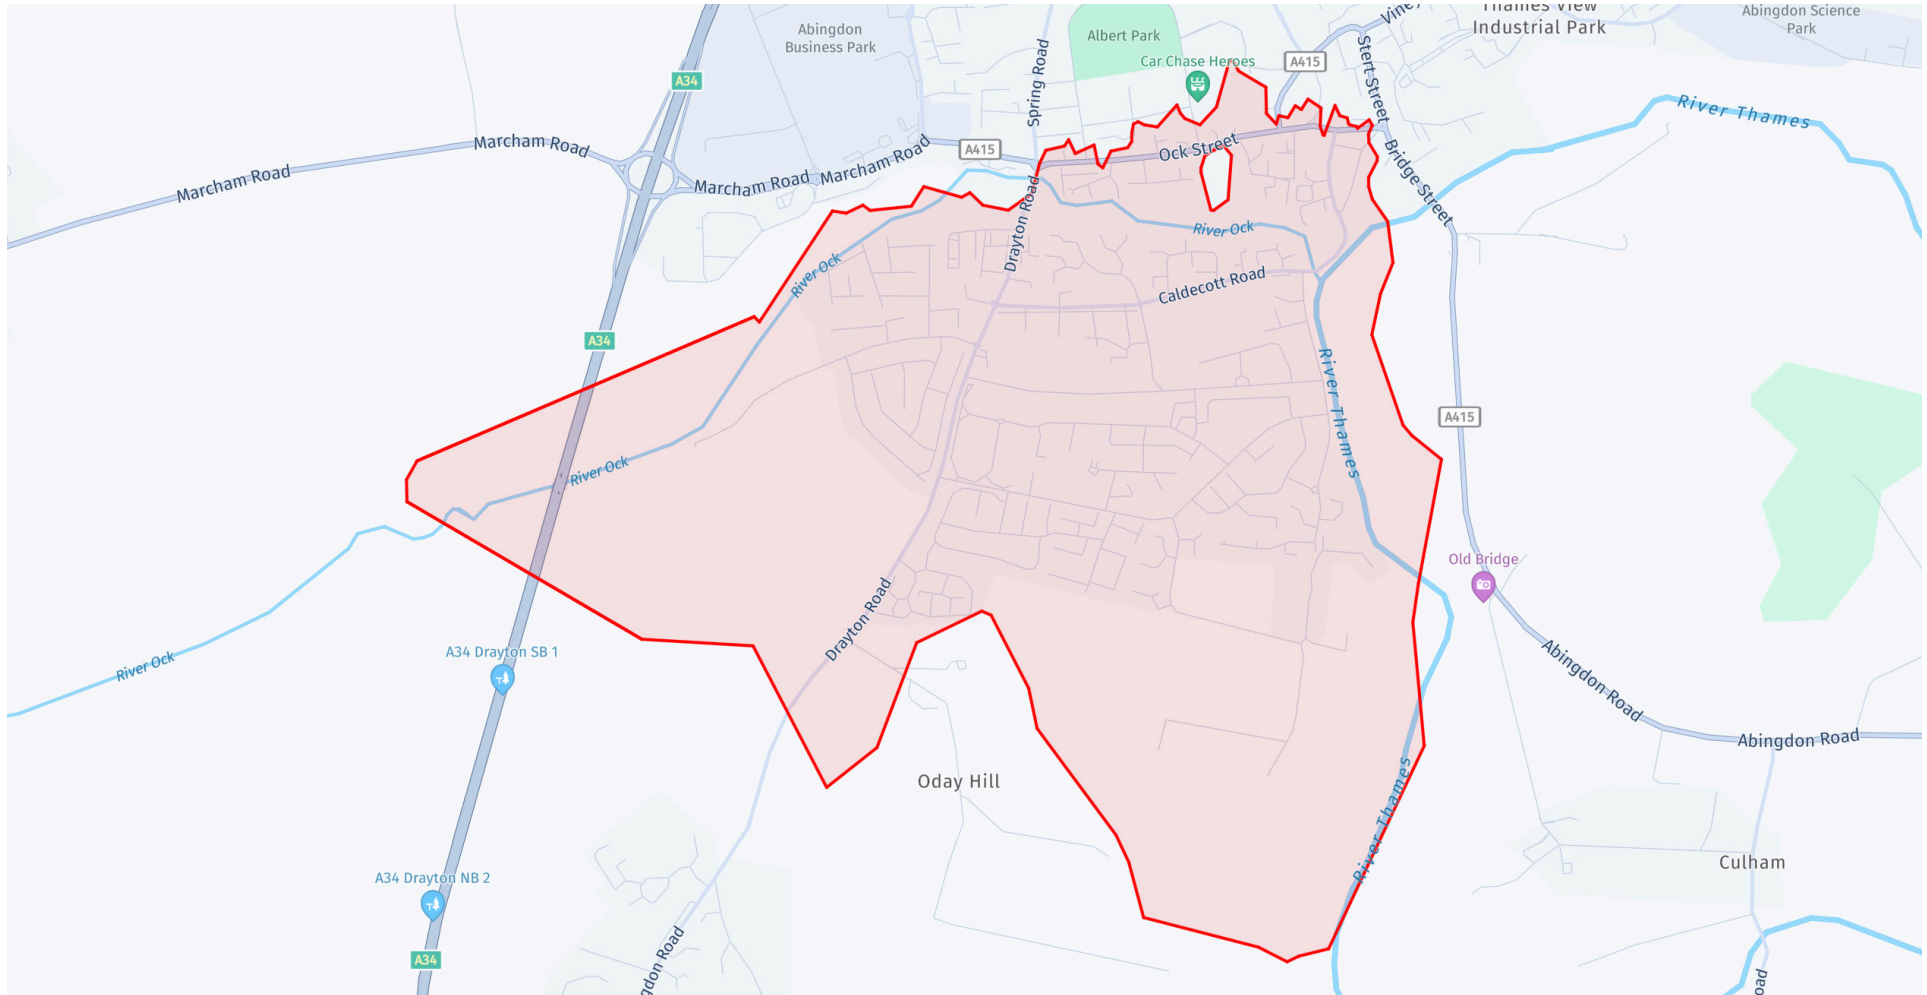 Abingdon
Business Park
Albert Park
Car Chase Heroes
Spring Road
A415
Stert Street
Thames View
Industrial Park
Abingdon Science
Park
River Thames
A34
Marcham Road
Marcham Road
Marcham Road
Marcham Road
A415
Ock Street
Bridge Street
Drayton Road
River Ock
River Ock
Caldecott Road
A34
River Thames
A415
River Ock
Old Bridge
Drayton Road
A34 Drayton SB 1
River Ock
Abingdon Road
Abingdon Road
Oday Hill
River Thames
Culham
A34 Drayton NB 2
A34